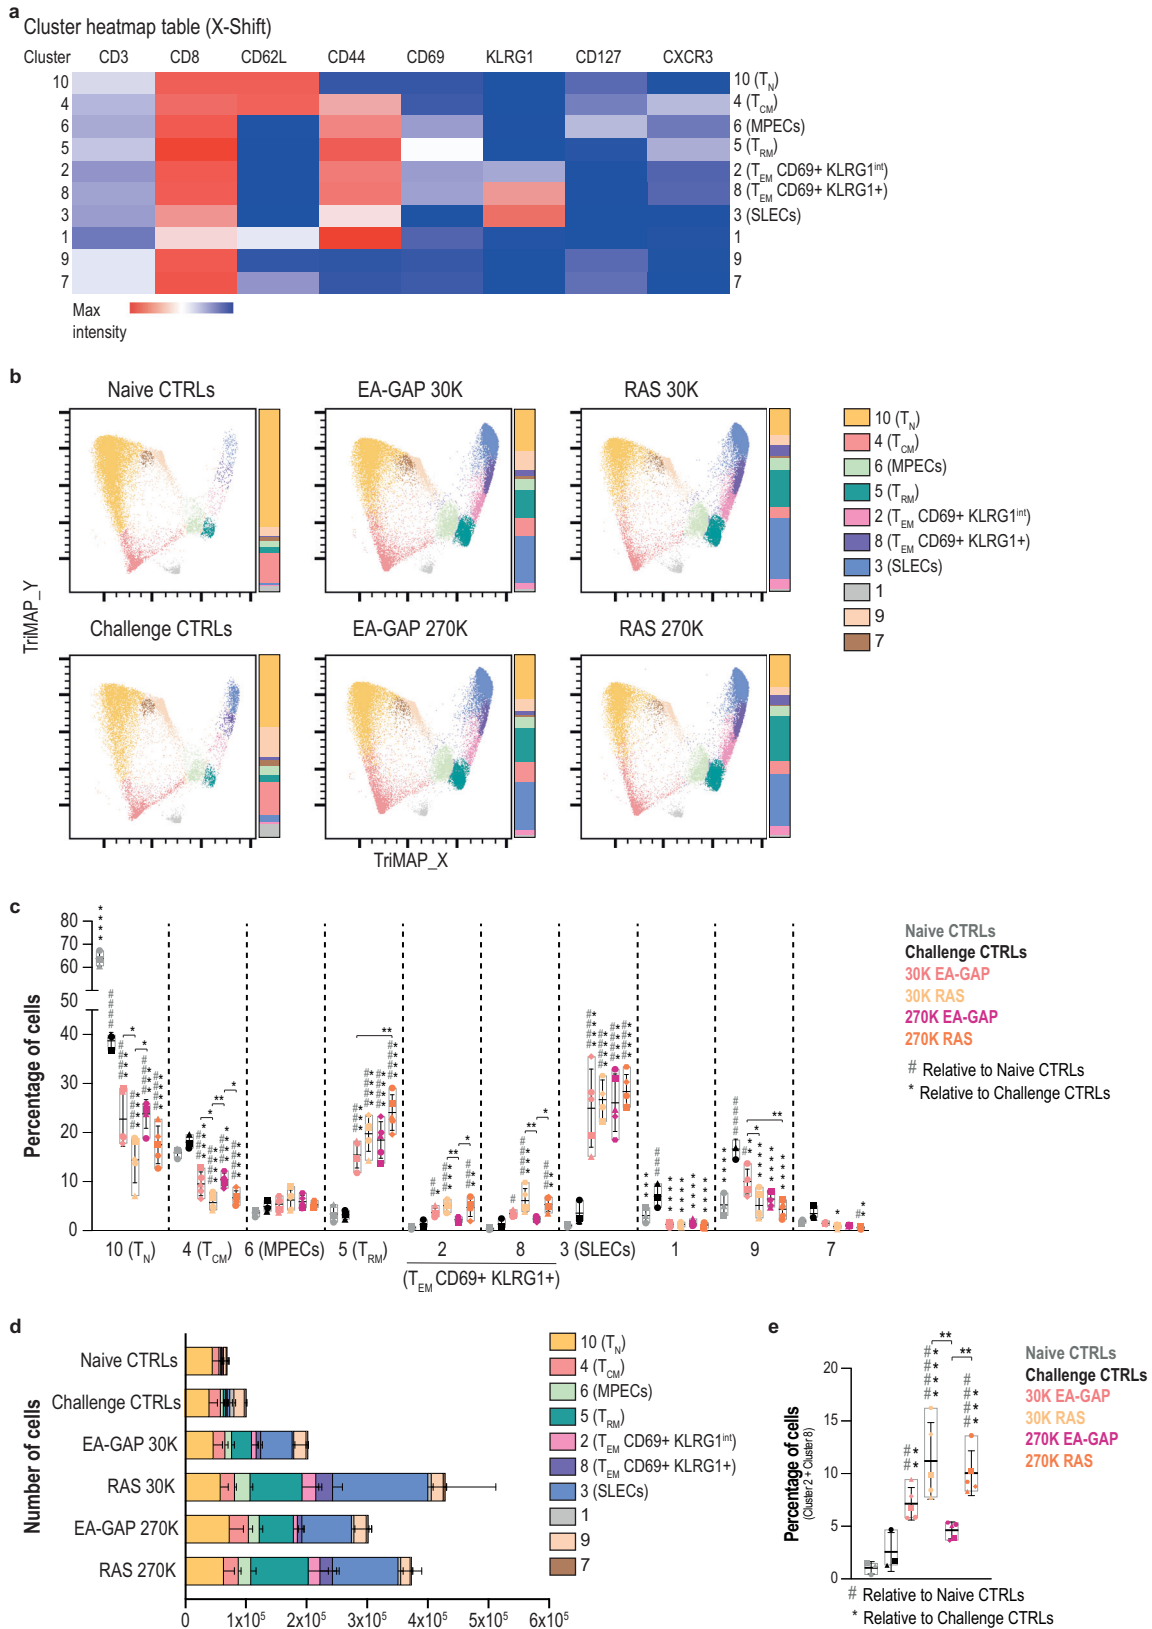 a
Cluster heatmap table (X-Shift)
Cluster CD3 CD8 CD62L CD44 CD69 KLRG1 CD127 CXCR3
10 10 (TN)
4 4 (TCM)
6 6 (MPECs)
5 5 (TRM)
2 2 (TEM CD69+ KLRG1int)
8 8 (TEM CD69+ KLRG1+)
3 3 (SLECs)
1 1
9 9
7 7
Max
intensity
b
Naive CTRLs EA-GAP 30K RAS 30K
Challenge CTRLs EA-GAP 270K RAS 270K
TriMAP_Y
TriMAP_X
10 (TN)
4 (TCM)
6 (MPECs)
5 (TRM)
2 (TEM CD69+ KLRG1int)
8 (TEM CD69+ KLRG1+)
3 (SLECs)
1
9
7
c
Percentage of cells
80
70
60
50
40
30
20
10
0
10 (TN) 4 (TCM) 6 (MPECs) 5 (TRM) 2 8 3 (SLECs) 1 9 7
(TEM CD69+ KLRG1+)
Naive CTRLs
Challenge CTRLs
30K EA-GAP
30K RAS
270K EA-GAP
270K RAS
# Relative to Naive CTRLs
* Relative to Challenge CTRLs
d
Number of cells
Naive CTRLs
Challenge CTRLs
EA-GAP 30K
RAS 30K
EA-GAP 270K
RAS 270K
0 1x10⁵ 2x10⁵ 3x10⁵ 4x10⁵ 5x10⁵ 6x10⁵
10 (TN)
4 (TCM)
6 (MPECs)
5 (TRM)
2 (TEM CD69+ KLRG1int)
8 (TEM CD69+ KLRG1+)
3 (SLECs)
1
9
7
e
Percentage of cells
(Cluster 2 + Cluster 8)
20
15
10
5
0
Naive CTRLs
Challenge CTRLs
30K EA-GAP
30K RAS
270K EA-GAP
270K RAS
# Relative to Naive CTRLs
* Relative to Challenge CTRLs